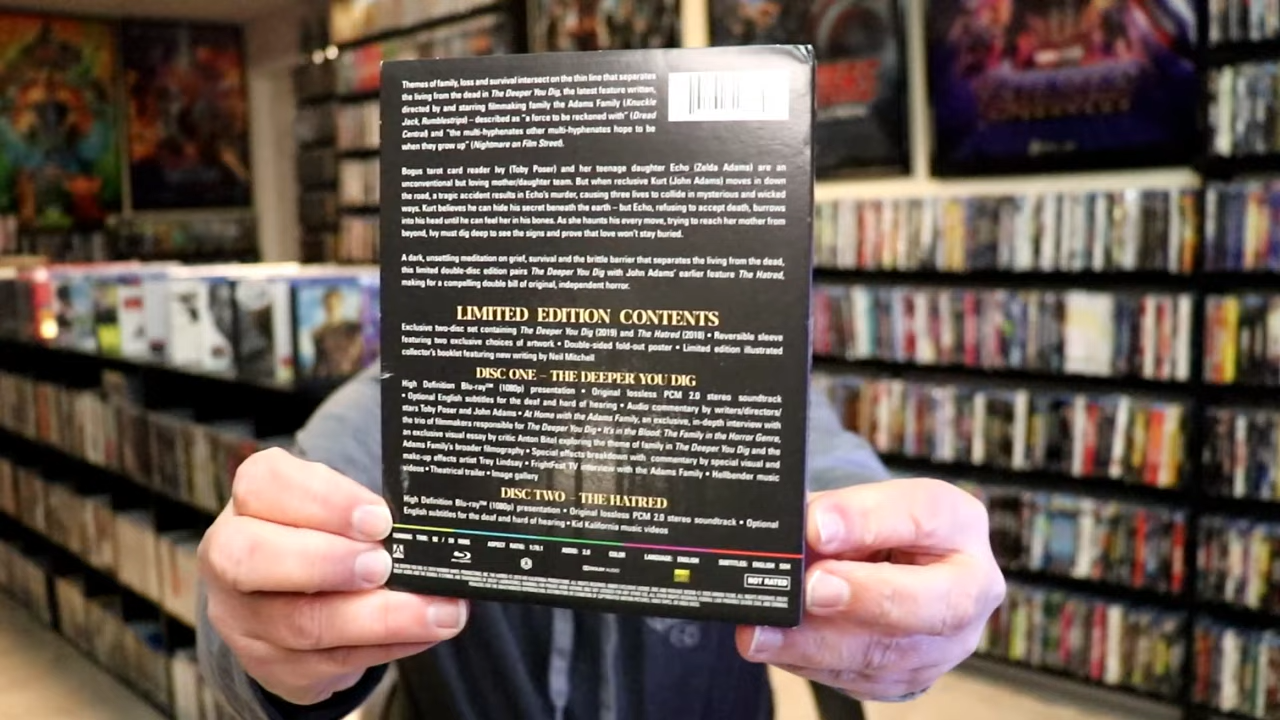 Themes of family, loss and survival intersect on the thin line that separates
the living from the dead in The Deeper You Dig, the latest feature written,
directed by and starring filmmaking family the Adams Family (Knuckle
Jack, Rumblestrips) – described as "a force to be reckoned with" (Dread
Central) and "the multi-hyphenates other multi-hyphenates hope to be
when they grow up" (Nightmare on Film Street).
Bogus tarot card reader Ivy (Toby Poser) and her teenage daughter Echo (Zelda Adams) are an
unconventional but loving mother/daughter team. But when reclusive Kurt (John Adams) moves in down
the road, a tragic accident results in Echo's murder, causing three lives to collide in mysterious and wicked
ways. Kurt believes he can hide his secret beneath the earth – but Echo, refusing to accept death, burrows
into his head until he can feel her in his bones. As she haunts his every move, trying to reach her mother from
beyond, Ivy must dig deep to see the signs and prove that love won't stay buried.
A dark, unsettling meditation on grief, survival and the brittle barrier that separates the living from the dead,
this limited double-disc edition pairs The Deeper You Dig with John Adams' earlier feature The Hatred,
making for a compelling double bill of original, independent horror.
LIMITED EDITION CONTENTS
Exclusive two-disc set containing The Deeper You Dig (2019) and The Hatred (2018) • Reversible sleeve
featuring two exclusive choices of artwork • Double-sided fold-out poster • Limited edition illustrated
collector's booklet featuring new writing by Neil Mitchell
DISC ONE – THE DEEPER YOU DIG
High Definition Blu-ray™ (1080p) presentation • Original lossless PCM 2.0 stereo soundtrack
• Optional English subtitles for the deaf and hard of hearing • Audio commentary by writers/directors/
stars Toby Poser and John Adams • At Home with the Adams Family, an exclusive, in-depth interview with
the trio of filmmakers responsible for The Deeper You Dig • It's in the Blood: The Family in the Horror Genre,
an exclusive visual essay by critic Anton Bitel exploring the theme of family in The Deeper You Dig and the
Adams Family's broader filmography • Special effects breakdown with commentary by special visual and
make-up effects artist Trey Lindsay • FrightFest TV interview with the Adams Family • Hellbender music
videos • Theatrical trailer • Image gallery
DISC TWO – THE HATRED
High Definition Blu-ray™ (1080p) presentation • Original lossless PCM 2.0 stereo soundtrack • Optional
English subtitles for the deaf and hard of hearing • Kid Kalifornia music videos
ASPECT RATIO: 1.78:1 AUDIO: 2.0 COLOR LANGUAGE: ENGLISH SUBTITLES: ENGLISH SDH
NOT RATED